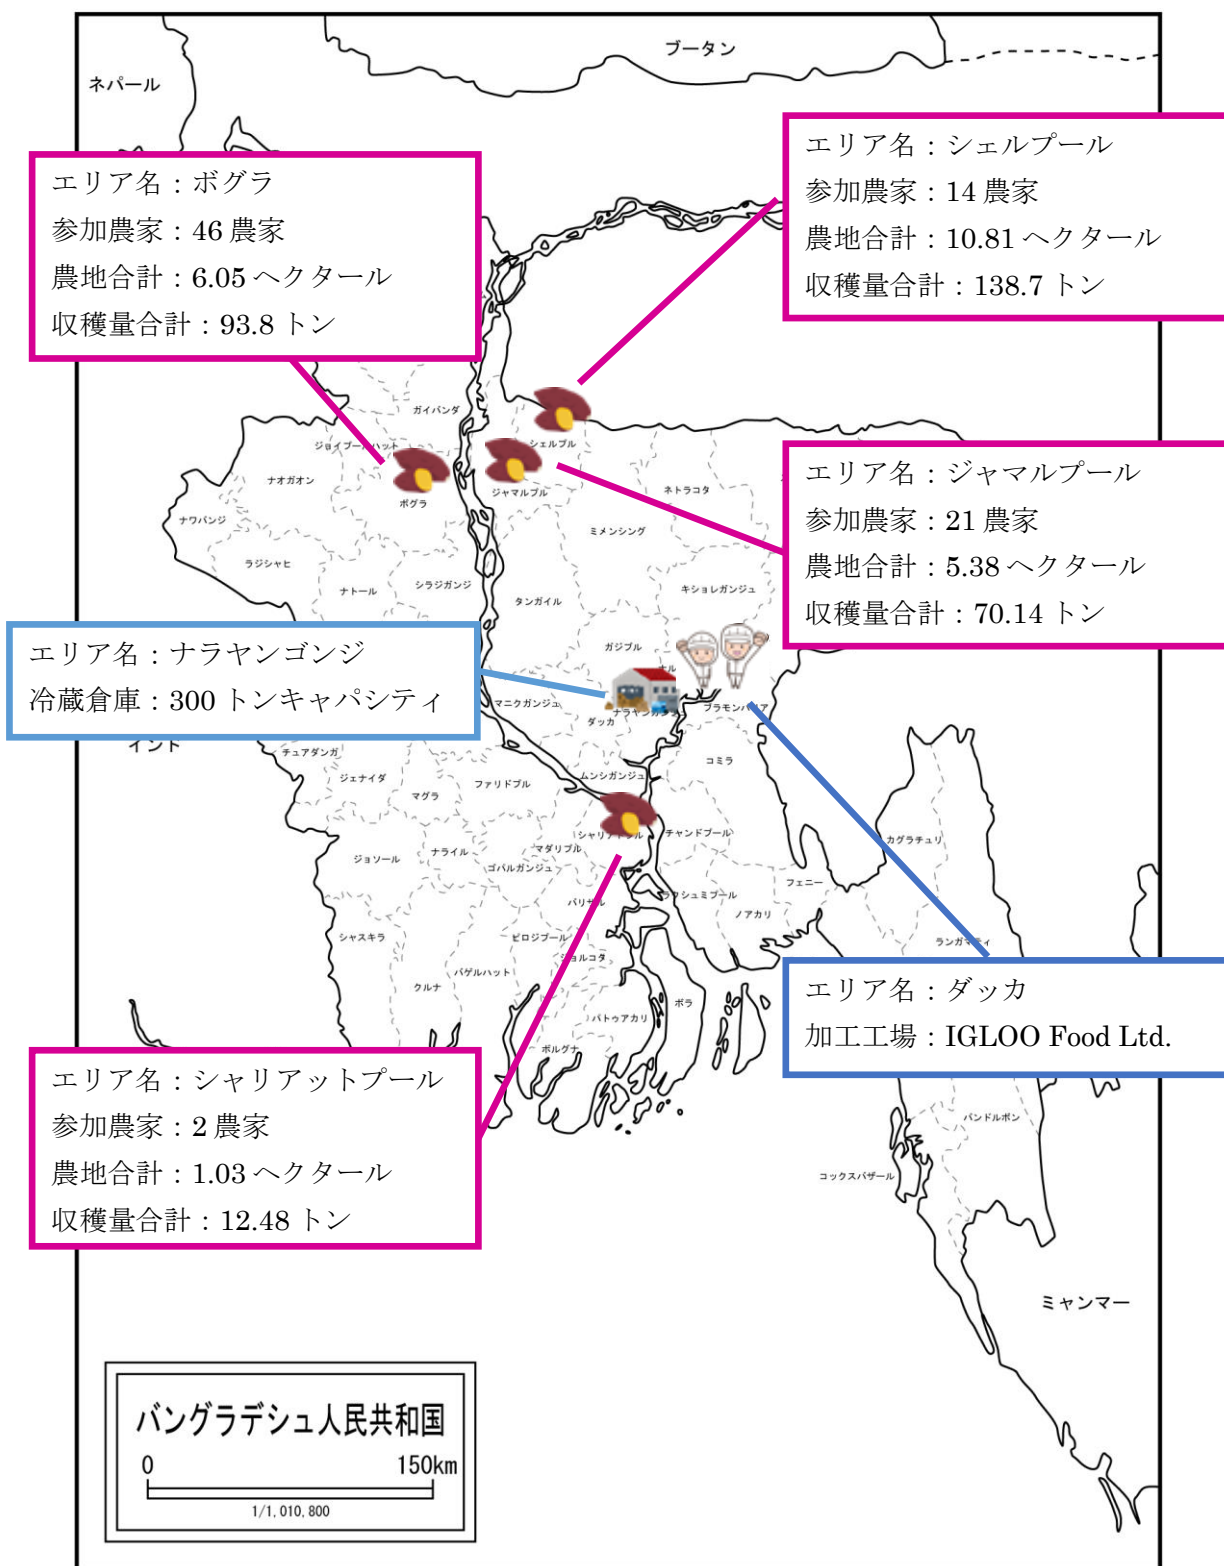 ブータン
ネパール
エリア名：シェルプール
参加農家：14 農家
農地合計：10.81 ヘクタール
収穫量合計：138.7 トン
エリア名：ボグラ
参加農家：46 農家
農地合計：6.05 ヘクタール
収穫量合計：93.8 トン
ガイバンダ
シェルブル
ナオガオン
ジャマルプル
ネトラコタ
ボグラ
ナワバンジ
ミメンシング
ラジシャヒ
シラジガンジ
ナトール
タンガイル
キショレガンジュ
エリア名：ジャマルプール
参加農家：21 農家
農地合計：5.38 ヘクタール
収穫量合計：70.14 トン
ガジプル
エリア名：ナラヤンゴンジ
冷蔵倉庫：300 トンキャパシティ
マニクガンジュ
ダッカ
インド
チュアダンガ
コミラ
ジェナイダ
ファリドプル
ムンシガンジュ
マグラ
チャンドプール
カグラチュリ
ジョソール
ナライル
マダリプル
ゴパルガンジュ
フェニー
ノアカリ
シャスキラ
ピロジプール
バゲルハット
クルナ
ボラ
パトゥアカリ
ボルグナ
エリア名：ダッカ
加工工場：IGLOO Food Ltd.
エリア名：シャリアットプール
参加農家：2 農家
農地合計：1.03 ヘクタール
収穫量合計：12.48 トン
バンドルボン
コックスバザール
ミャンマー
バングラデシュ人民共和国
0 150km
1/1,010,800